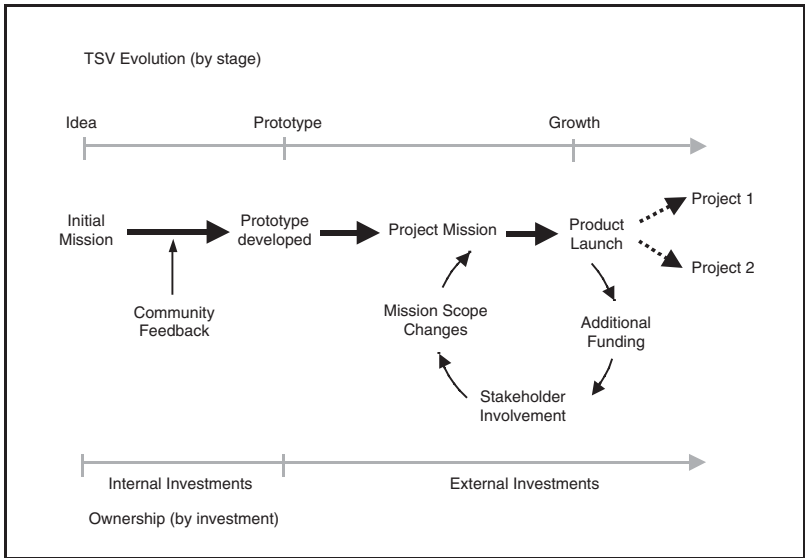 TSV Evolution (by stage)
Idea
Prototype
Growth
Initial
Mission
Prototype
developed
Project Mission
Product
Launch
Project 1
Project 2
Community
Feedback
Mission Scope
Changes
Additional
Funding
Stakeholder
Involvement
Internal Investments
External Investments
Ownership (by investment)